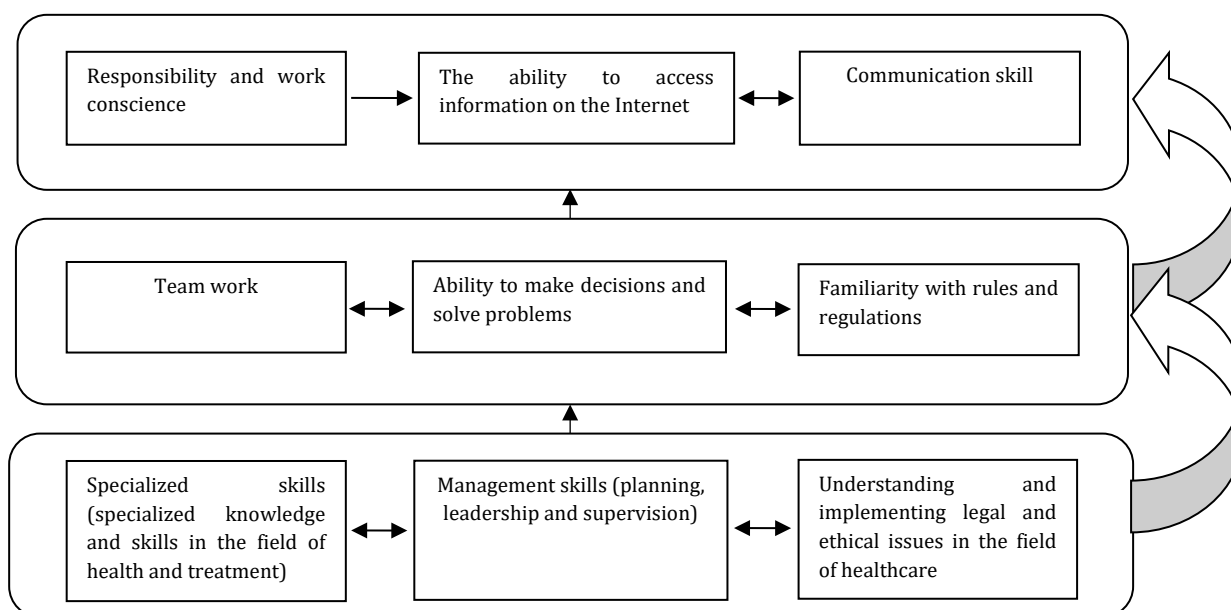 Responsibility and work
conscience
The ability to access
information on the Internet
Communication skill
Team work
Ability to make decisions and
solve problems
Familiarity with rules and
regulations
Specialized skills
(specialized knowledge
and skills in the field of
health and treatment)
Management skills (planning,
leadership and supervision)
Understanding and
implementing legal and
ethical issues in the field
of healthcare